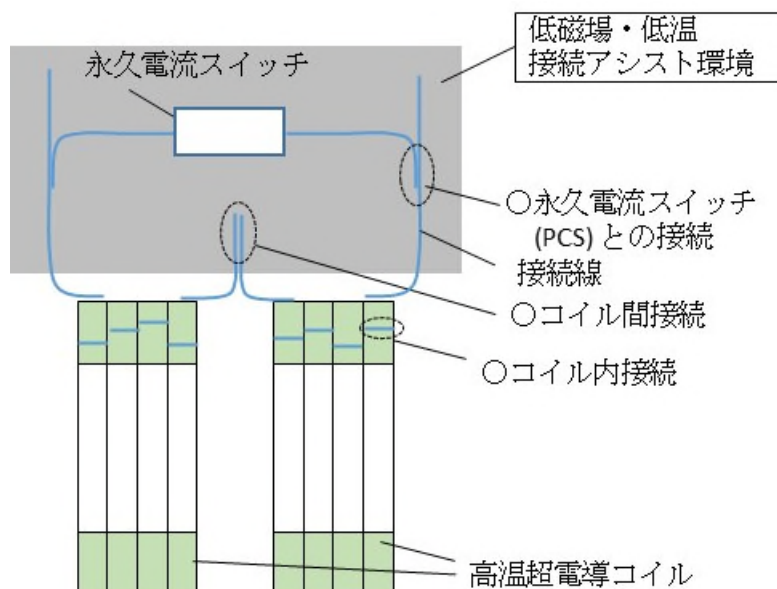 低磁場・低温
接続アシスト環境
永久電流スイッチ
○永久電流スイッチ
(PCS) との接続
接続線
○コイル間接続
○コイル内接続
高温超電導コイル